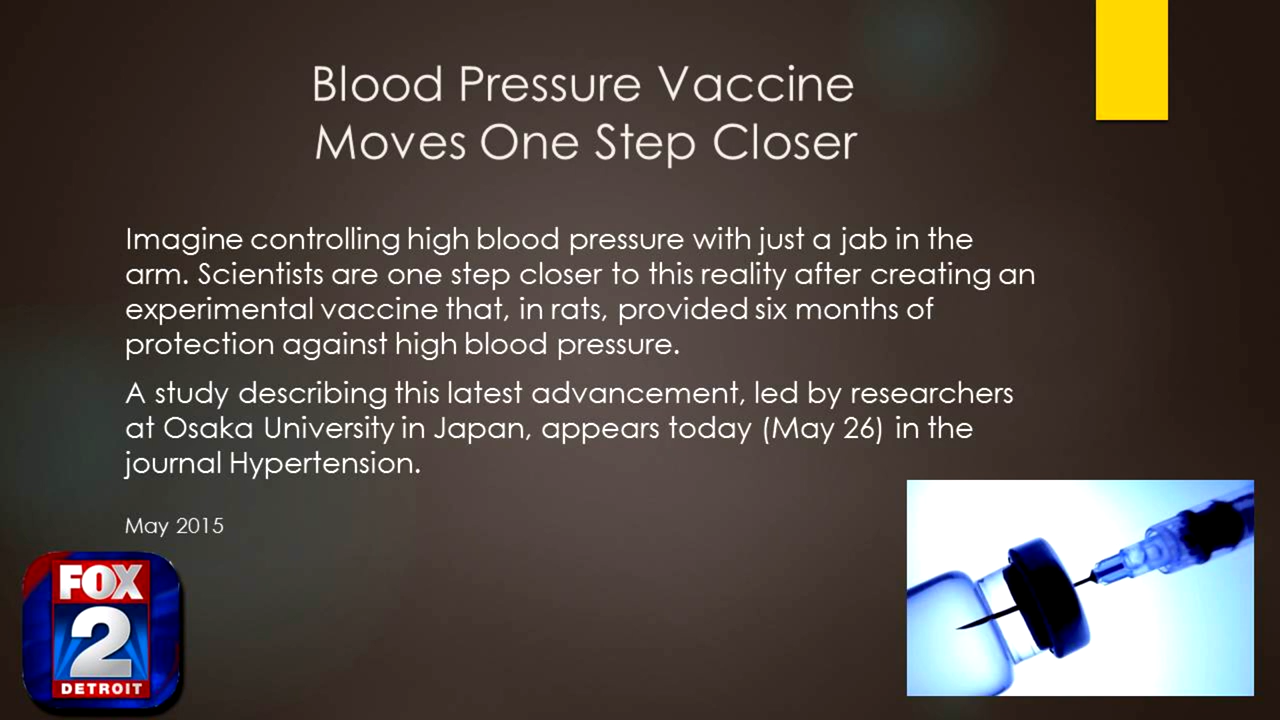 Blood Pressure Vaccine
Moves One Step Closer
Imagine controlling high blood pressure with just a jab in the
arm. Scientists are one step closer to this reality after creating an
experimental vaccine that, in rats, provided six months of
protection against high blood pressure.
A study describing this latest advancement, led by researchers
at Osaka University in Japan, appears today (May 26) in the
journal Hypertension.
May 2015
FOX
2
DETROIT